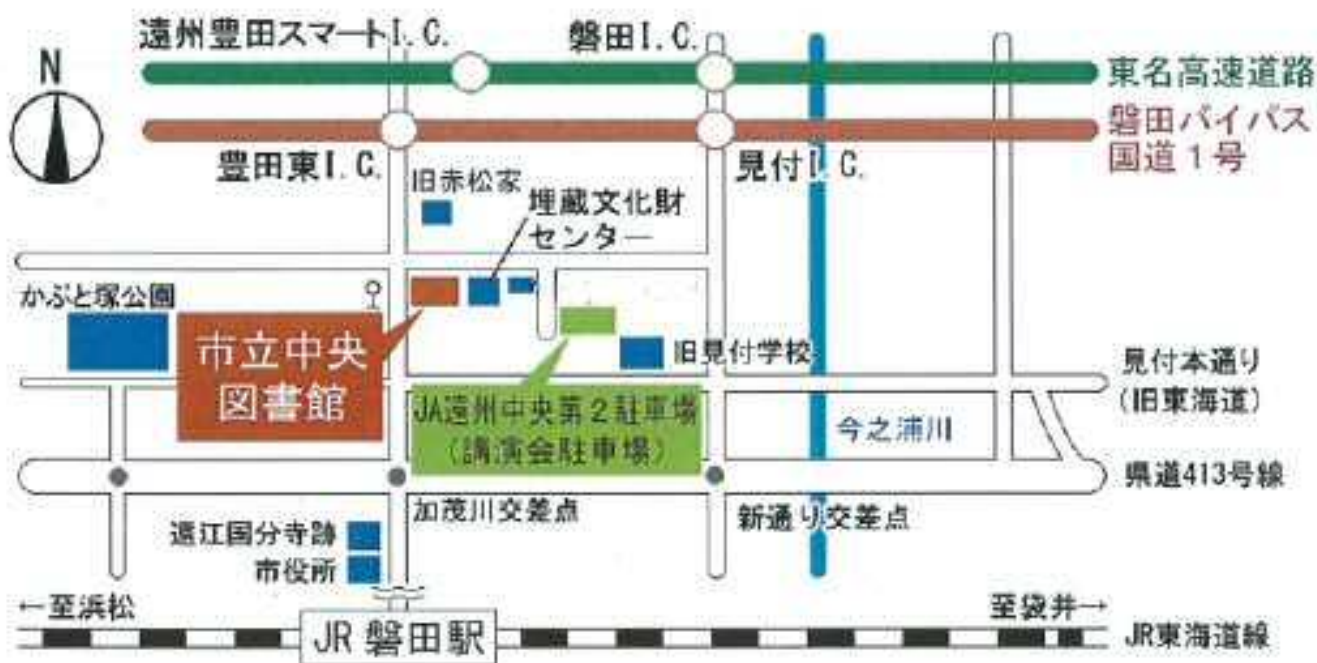 遠州豊田スマートI.C.
磐田I.C.
N
東名高速道路
磐田バイパス
国道1号
豊田東I.C.
見付I.C.
旧赤松家
埋蔵文化財
センター
かぶと塚公園
市立中央
図書館
旧見付学校
見付本通り
(旧東海道)
JA遠州中央第2駐車場
(講演会駐車場)
今之浦川
県道413号線
加茂川交差点
新通り交差点
遠江国分寺跡
市役所
←至浜松
至袋井→
JR磐田駅
JR東海道線